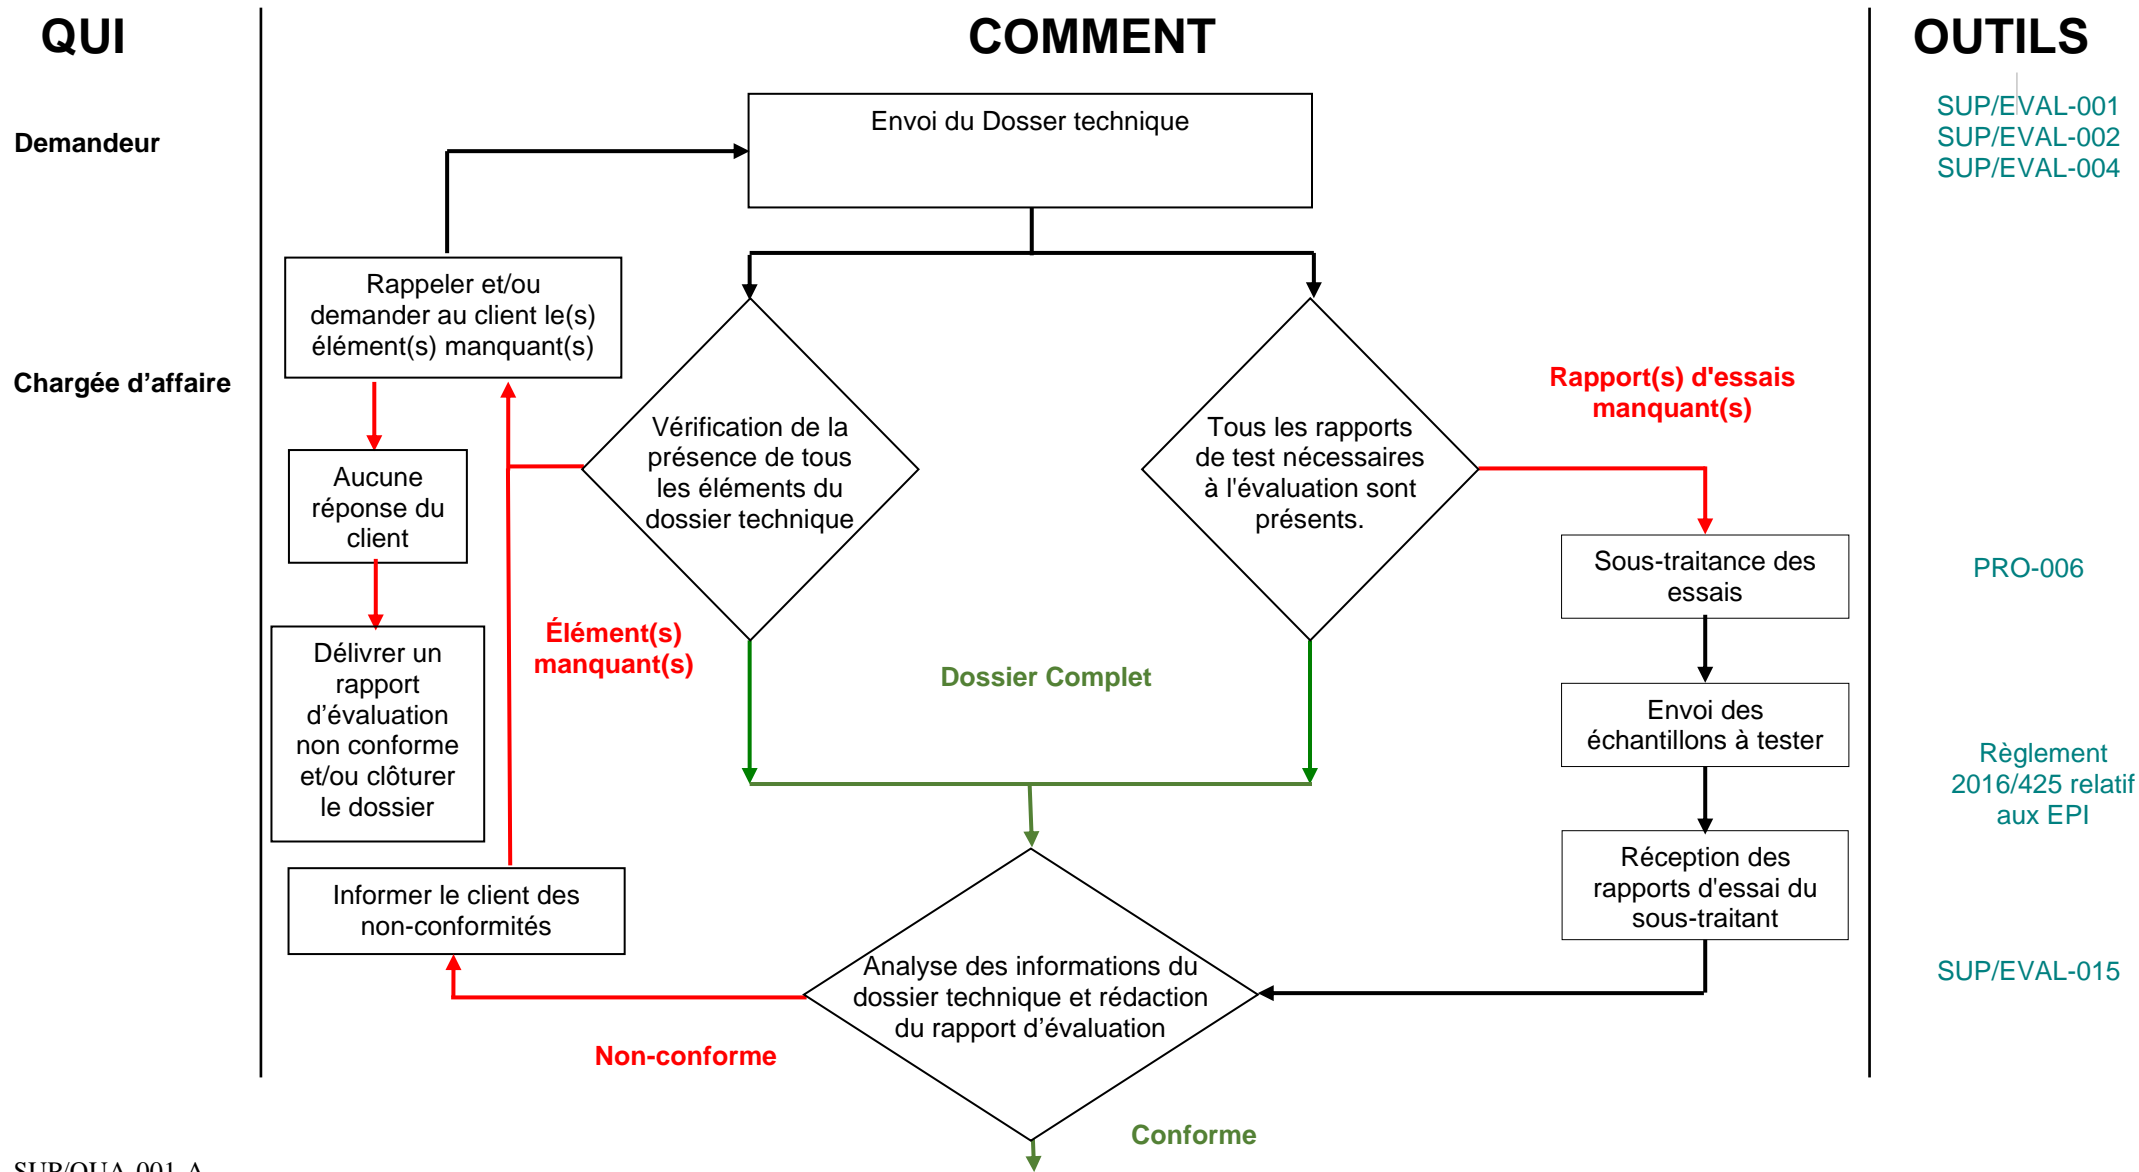 QUI
COMMENT
OUTILS
Demandeur
Envoi du Dosser technique
SUP/EVAL-001
SUP/EVAL-002
SUP/EVAL-004
Rappeler et/ou
demander au client le(s)
élément(s) manquant(s)
Chargée d'affaire
Rapport(s) d'essais
manquant(s)
Vérification de la
présence de tous
les éléments du
dossier technique
Tous les rapports
de test nécessaires
à l'évaluation sont
présents.
Aucune
réponse du
client
Sous-traitance des
essais
PRO-006
Élément(s)
manquant(s)
Délivrer un
rapport
d'évaluation
non conforme
et/ou clôturer
le dossier
Dossier Complet
Envoi des
échantillons à tester
Règlement
2016/425 relatif
aux EPI
Réception des
rapports d'essai du
sous-traitant
Informer le client des
non-conformités
Analyse des informations du
dossier technique et rédaction
du rapport d'évaluation
SUP/EVAL-015
Non-conforme
Conforme
SUP/QUA-001-A